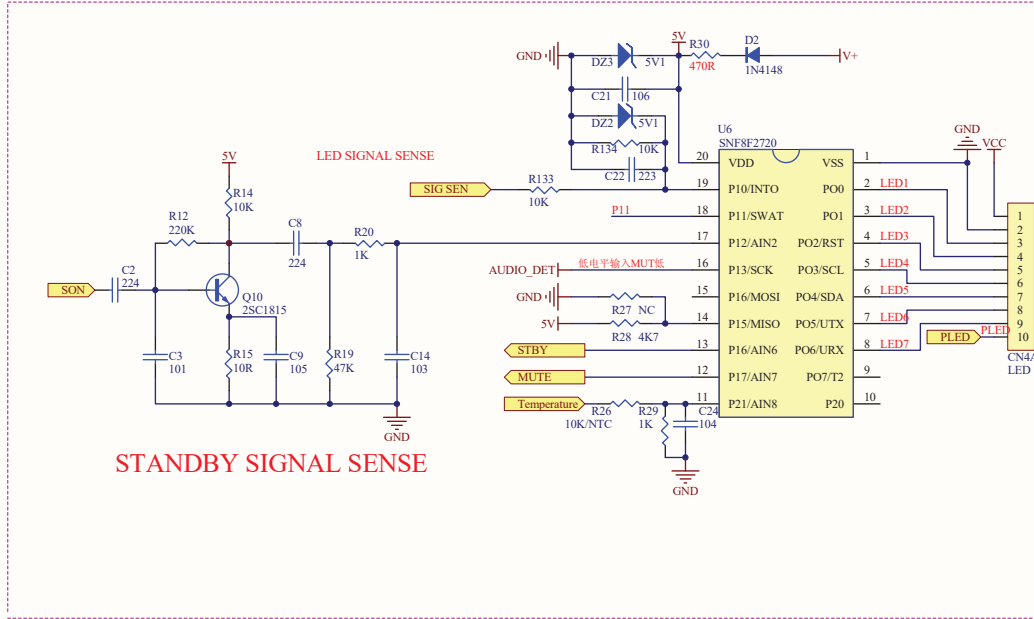 5V
R30
470R
D2
1N4148
V+
GND
DZ3
5V1
C21
106
DZ2
5V1
R134
10K
C22
223
U6
SNF8F2720
GND
VCC
LED SIGNAL SENSE
SIG SEN
R133
10K
P11
5V
R14
10K
R12
220K
C8
224
R20
1K
C2
224
SON
Q10
2SC1815
C3
101
R15
10R
C9
105
R19
47K
C14
103
GND
STANDBY SIGNAL SENSE
AUDIO_DET
低电平输入MUT低
GND
R27 NC
5V
R28 4K7
STBY
MUTE
Temperature
R26
10K/NTC
R29
1K
C24
104
GND
20 VDD VSS 1
19 P10/INTO PO0 2 LED1
18 P11/SWAT PO1 3 LED2
17 P12/AIN2 PO2/RST 4 LED3
16 P13/SCK PO3/SCL 5 LED4
15 P16/MOSI PO4/SDA 6 LED5
14 P15/MISO PO5/UTX 7 LED6
13 P16/AIN6 PO6/URX 8 LED7
12 P17/AIN7 PO7/T2 9
11 P21/AIN8 P20 10
1
2
3
4
5
6
7
8
9
10
PLED
PLED
CN4A
LED